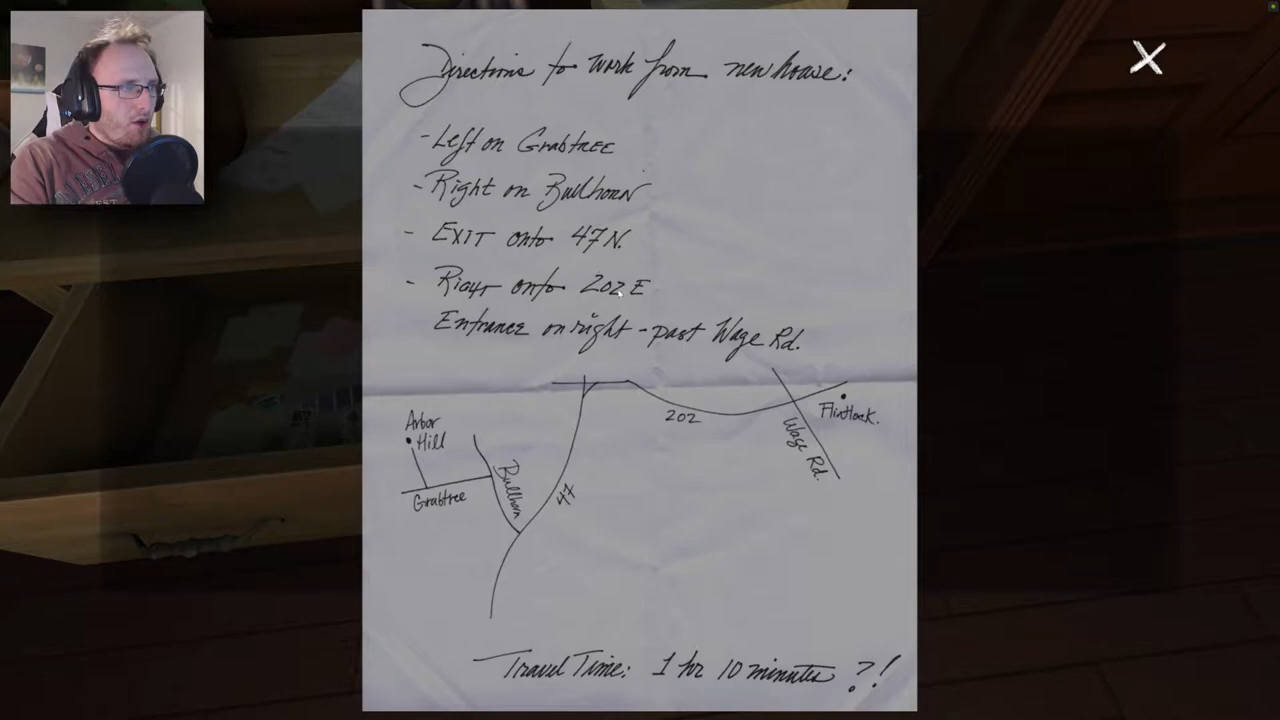 Directions to work from new house:
- Left on Crabtree
- Right on Bullhorn
- Exit onto 47 N.
- Right onto 202 E
Entrance on right - past Wage Rd.
202
Flintlock.
Wage Rd.
Arbor
Hill
Crabtree
Bullhorn
47
Travel Time: 1 hr 10 minutes ?!